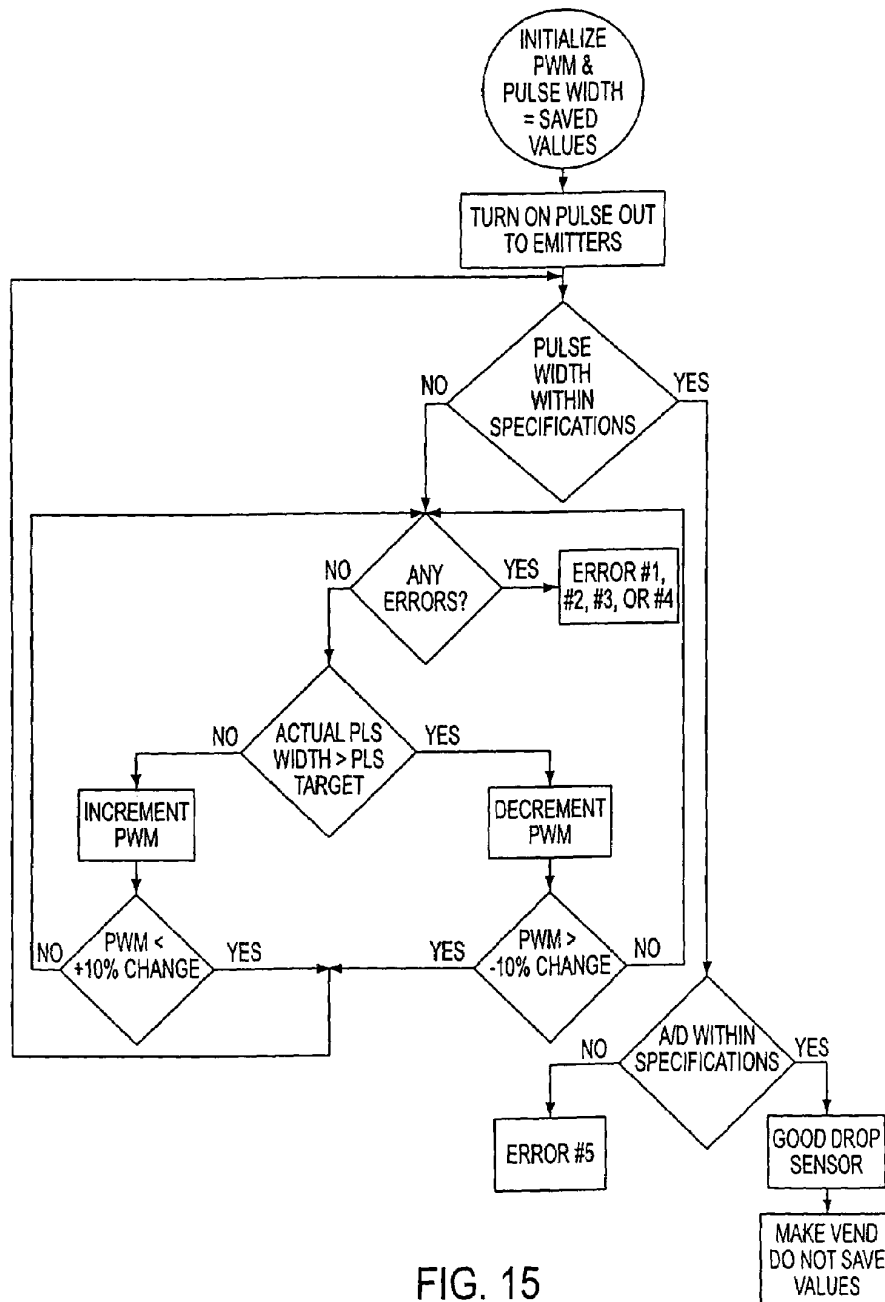 INITIALIZE
PWM &
PULSE WIDTH
= SAVED
VALUES
TURN ON PULSE OUT
TO EMITTERS
PULSE
WIDTH
WITHIN
SPECIFICATIONS
NO
YES
ANY
ERRORS?
NO
YES
ERROR #1,
#2, #3, OR #4
ACTUAL PLS
WIDTH > PLS
TARGET
NO
YES
INCREMENT
PWM
DECREMENT
PWM
PWM <
+10% CHANGE
NO
YES
PWM >
-10% CHANGE
YES
NO
A/D WITHIN
SPECIFICATIONS
NO
YES
ERROR #5
GOOD DROP
SENSOR
MAKE VEND
DO NOT SAVE
VALUES
FIG. 15